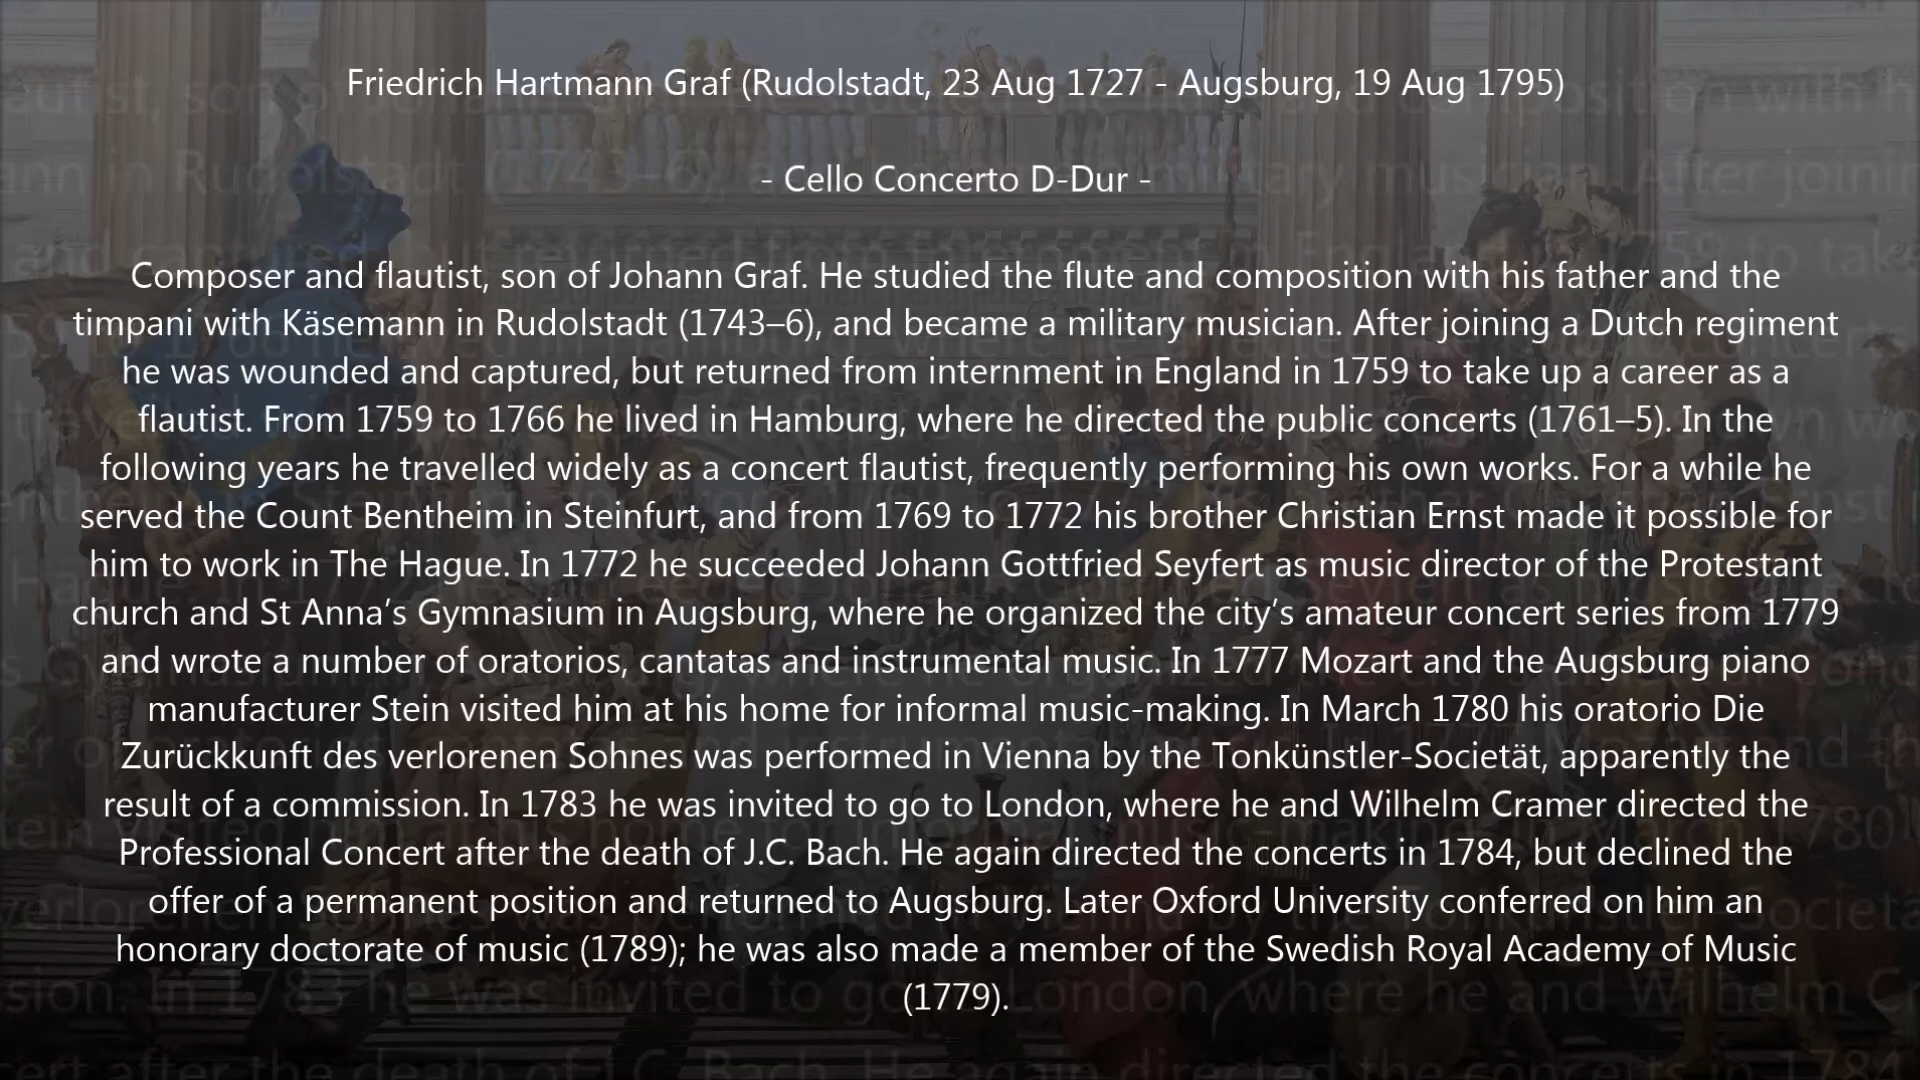 Friedrich Hartmann Graf (Rudolstadt, 23 Aug 1727 - Augsburg, 19 Aug 1795)
- Cello Concerto D-Dur -
Composer and flautist, son of Johann Graf. He studied the flute and composition with his father and the
timpani with Käsemann in Rudolstadt (1743–6), and became a military musician. After joining a Dutch regiment
he was wounded and captured, but returned from internment in England in 1759 to take up a career as a
flautist. From 1759 to 1766 he lived in Hamburg, where he directed the public concerts (1761–5). In the
following years he travelled widely as a concert flautist, frequently performing his own works. For a while he
served the Count Bentheim in Steinfurt, and from 1769 to 1772 his brother Christian Ernst made it possible for
him to work in The Hague. In 1772 he succeeded Johann Gottfried Seyfert as music director of the Protestant
church and St Anna’s Gymnasium in Augsburg, where he organized the city’s amateur concert series from 1779
and wrote a number of oratorios, cantatas and instrumental music. In 1777 Mozart and the Augsburg piano
manufacturer Stein visited him at his home for informal music-making. In March 1780 his oratorio Die
Zurückkunft des verlorenen Sohnes was performed in Vienna by the Tonkünstler-Societät, apparently the
result of a commission. In 1783 he was invited to go to London, where he and Wilhelm Cramer directed the
Professional Concert after the death of J.C. Bach. He again directed the concerts in 1784, but declined the
offer of a permanent position and returned to Augsburg. Later Oxford University conferred on him an
honorary doctorate of music (1789); he was also made a member of the Swedish Royal Academy of Music
(1779).